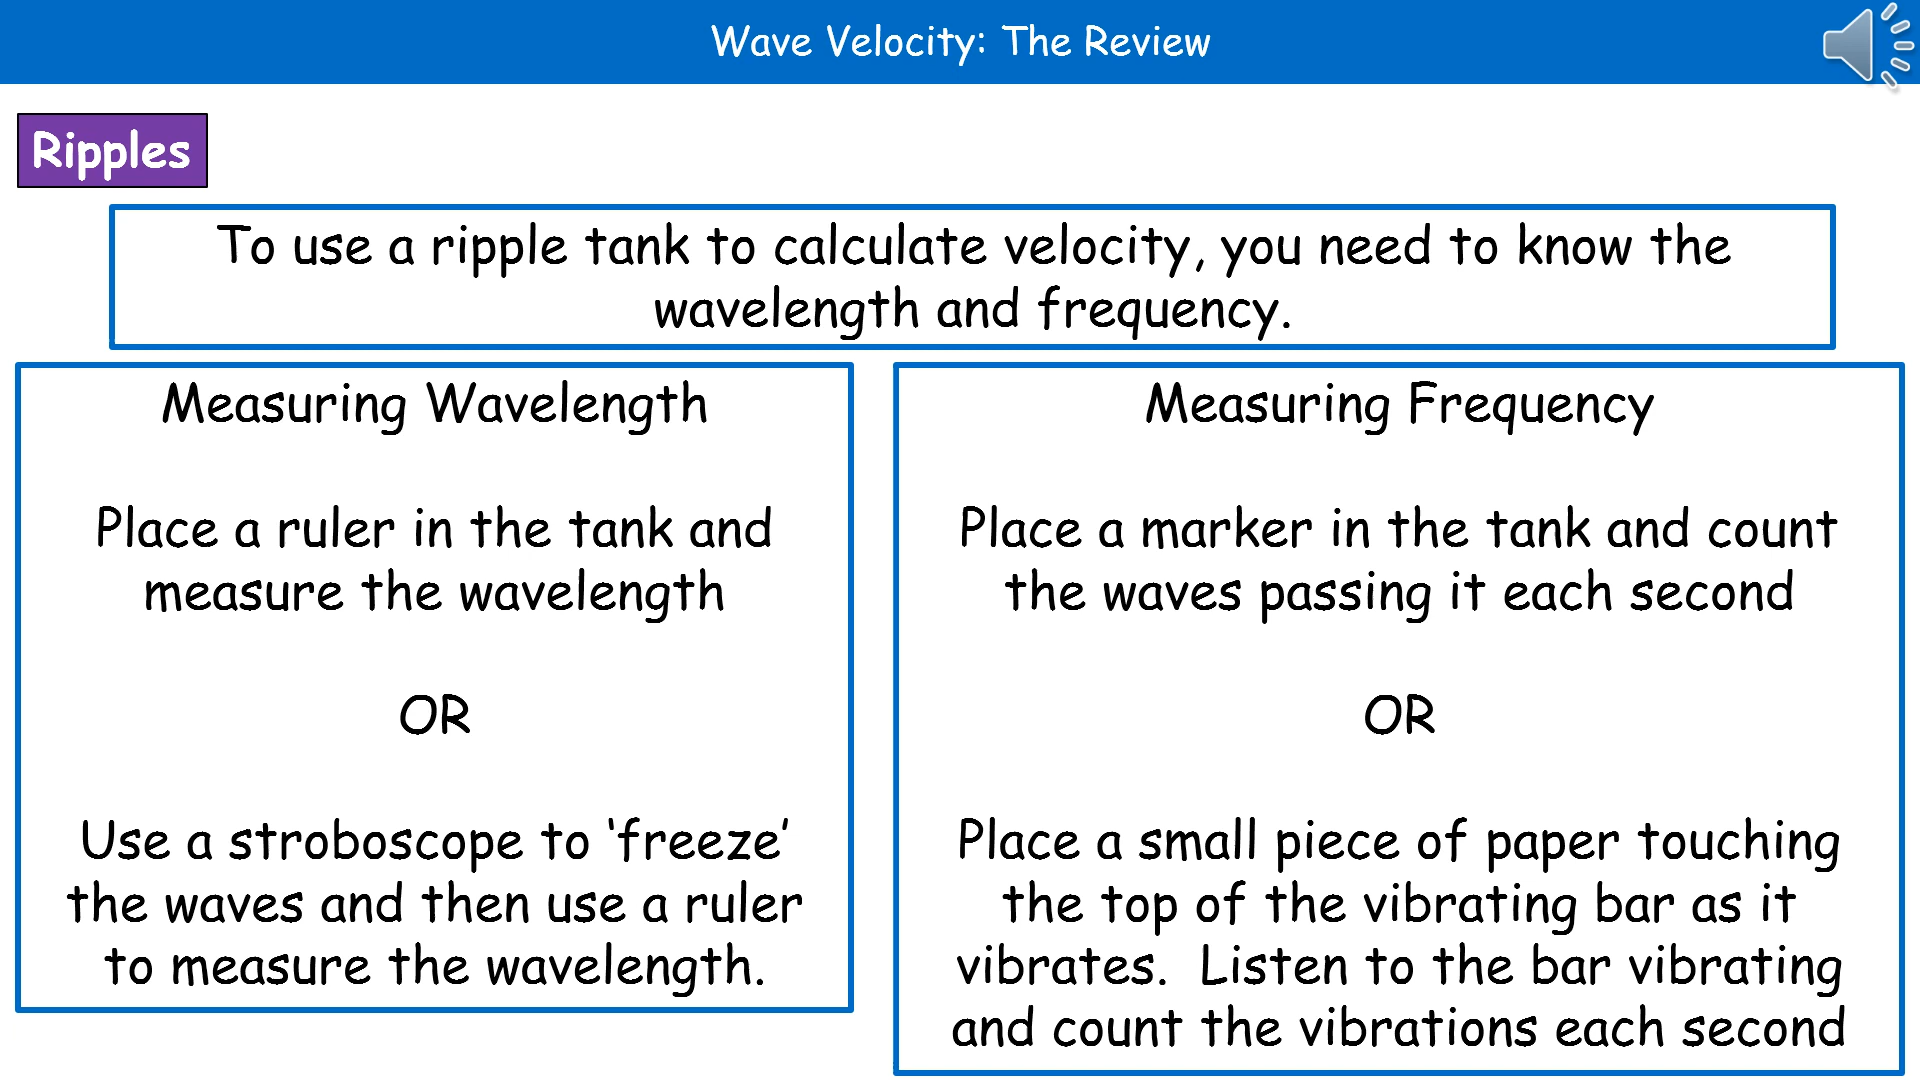 Wave Velocity: The Review
Ripples
To use a ripple tank to calculate velocity, you need to know the
wavelength and frequency.
Measuring Wavelength
Place a ruler in the tank and
measure the wavelength
OR
Use a stroboscope to ‘freeze’
the waves and then use a ruler
to measure the wavelength.
Measuring Frequency
Place a marker in the tank and count
the waves passing it each second
OR
Place a small piece of paper touching
the top of the vibrating bar as it
vibrates.  Listen to the bar vibrating
and count the vibrations each second